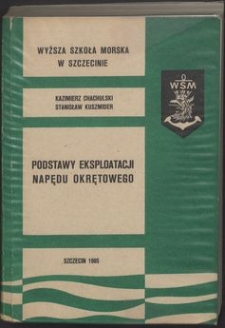 WYŻSZA SZKOŁA MORSKA
W SZCZECINIE
WSM
KAZIMIERZ CHACHULSKI
STANISŁAW KUSZMIDER
PODSTAWY EKSPLOATACJI
NAPĘDU OKRĘTOWEGO
SZCZECIN 1985